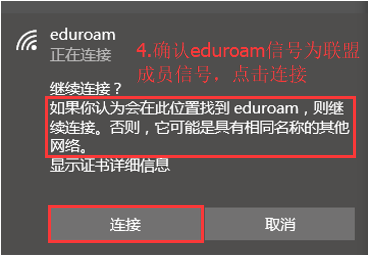 eduroam
正在连接
4.确认eduroam信号为联盟
成员信号，点击连接
继续连接？
如果你认为会在此位置找到 eduroam，则继
续连接。否则，它可能是具有相同名称的其他
网络。
显示证书详细信息
连接
取消